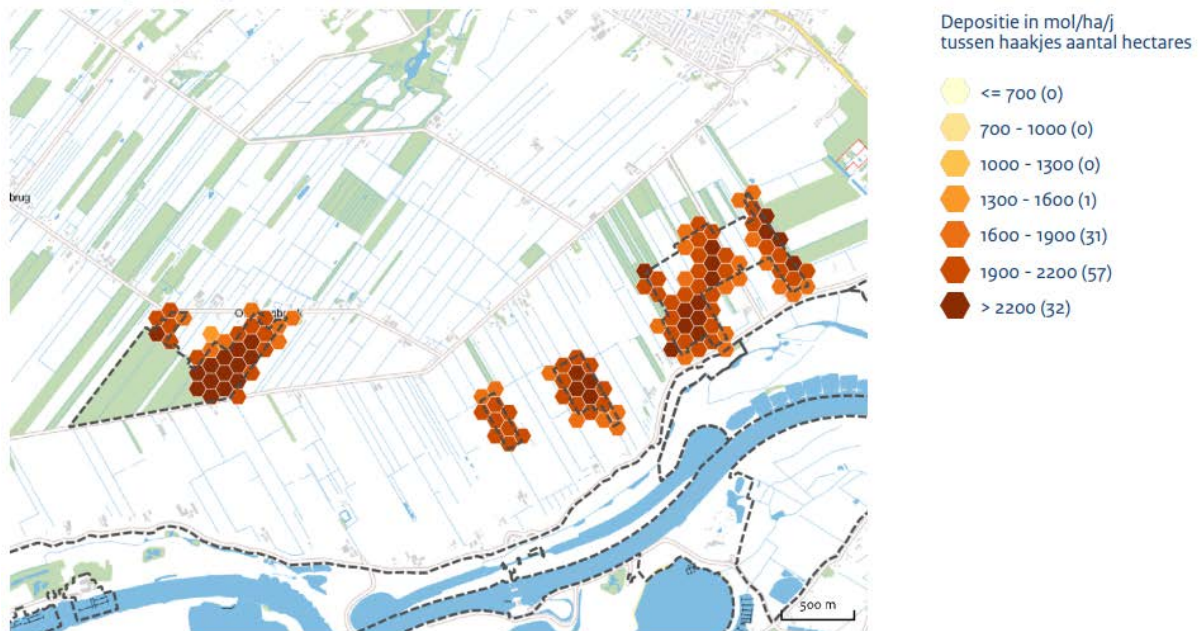 Depositie in mol/ha/j
tussen haakjes aantal hectares
<= 700 (0)
700 - 1000 (0)
1000 - 1300 (0)
1300 - 1600 (1)
1600 - 1900 (31)
1900 - 2200 (57)
> 2200 (32)
brug
500 m